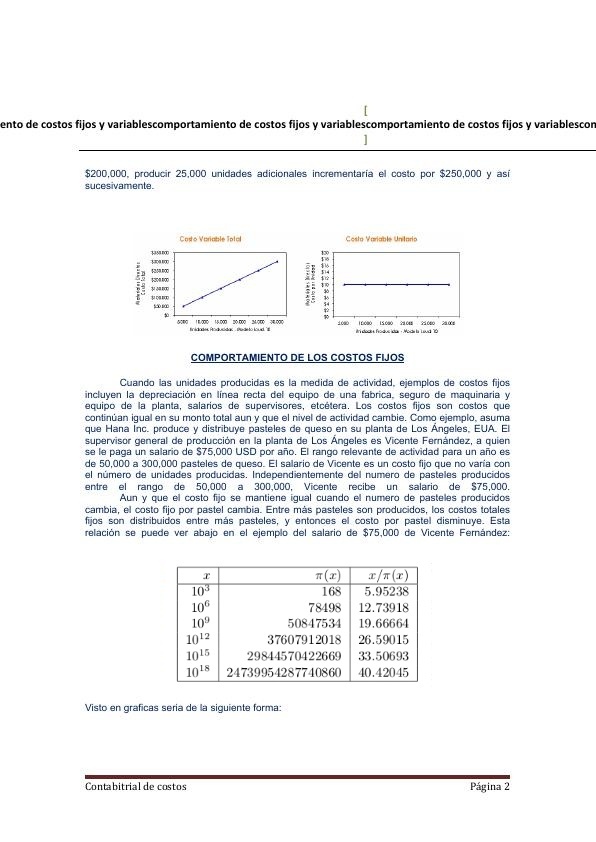 [
ento de costos fijos y variablescomportamiento de costos fijos y variablescomportamiento de costos fijos y variablescon
]
$200,000, producir 25,000 unidades adicionales incrementaría el costo por $250,000 y así
sucesivamente.
Costo Variable Total
Costo Variable Unitario
Materiales Directos
Costo Total
$350,000
$300,000
$250,000
$200,000
$150,000
$100,000
$50,000
$0
5,000 10,000 15,000 20,000 25,000 30,000
Unidades Producidas - Modelo Loud '10
Costo por Unidad
$20
$18
$16
$14
$12
$10
$8
$6
$4
$2
$0
5,000 10,000 15,000 20,000 25,000 30,000
Unidades Producidas - Modelo Loud '10
COMPORTAMIENTO DE LOS COSTOS FIJOS
Cuando las unidades producidas es la medida de actividad, ejemplos de costos fijos
incluyen la depreciación en línea recta del equipo de una fabrica, seguro de maquinaria y
equipo de la planta, salarios de supervisores, etcétera. Los costos fijos son costos que
continúan igual en su monto total aun y que el nivel de actividad cambie. Como ejemplo, asuma
que Hana Inc. produce y distribuye pasteles de queso en su planta de Los Ángeles, EUA. El
supervisor general de producción en la planta de Los Ángeles es Vicente Fernández, a quien
se le paga un salario de $75,000 USD por año. El rango relevante de actividad para un año es
de 50,000 a 300,000 pasteles de queso. El salario de Vicente es un costo fijo que no varía con
el número de unidades producidas. Independientemente del numero de pasteles producidos
entre el rango de 50,000 a 300,000, Vicente recibe un salario de $75,000.
Aun y que el costo fijo se mantiene igual cuando el numero de pasteles producidos
cambia, el costo fijo por pastel cambia. Entre más pasteles son producidos, los costos totales
fijos son distribuidos entre más pasteles, y entonces el costo por pastel disminuye. Esta
relación se puede ver abajo en el ejemplo del salario de $75,000 de Vicente Fernández:
x π(x) x/π(x)
10³ 168 5.95238
10⁶ 78498 12.73918
10⁹ 50847534 19.66664
10¹² 37607912018 26.59015
10¹⁵ 29844570422669 33.50693
10¹⁸ 24739954287740860 40.42045
Visto en graficas seria de la siguiente forma:
Contabitrial de costos Página 2